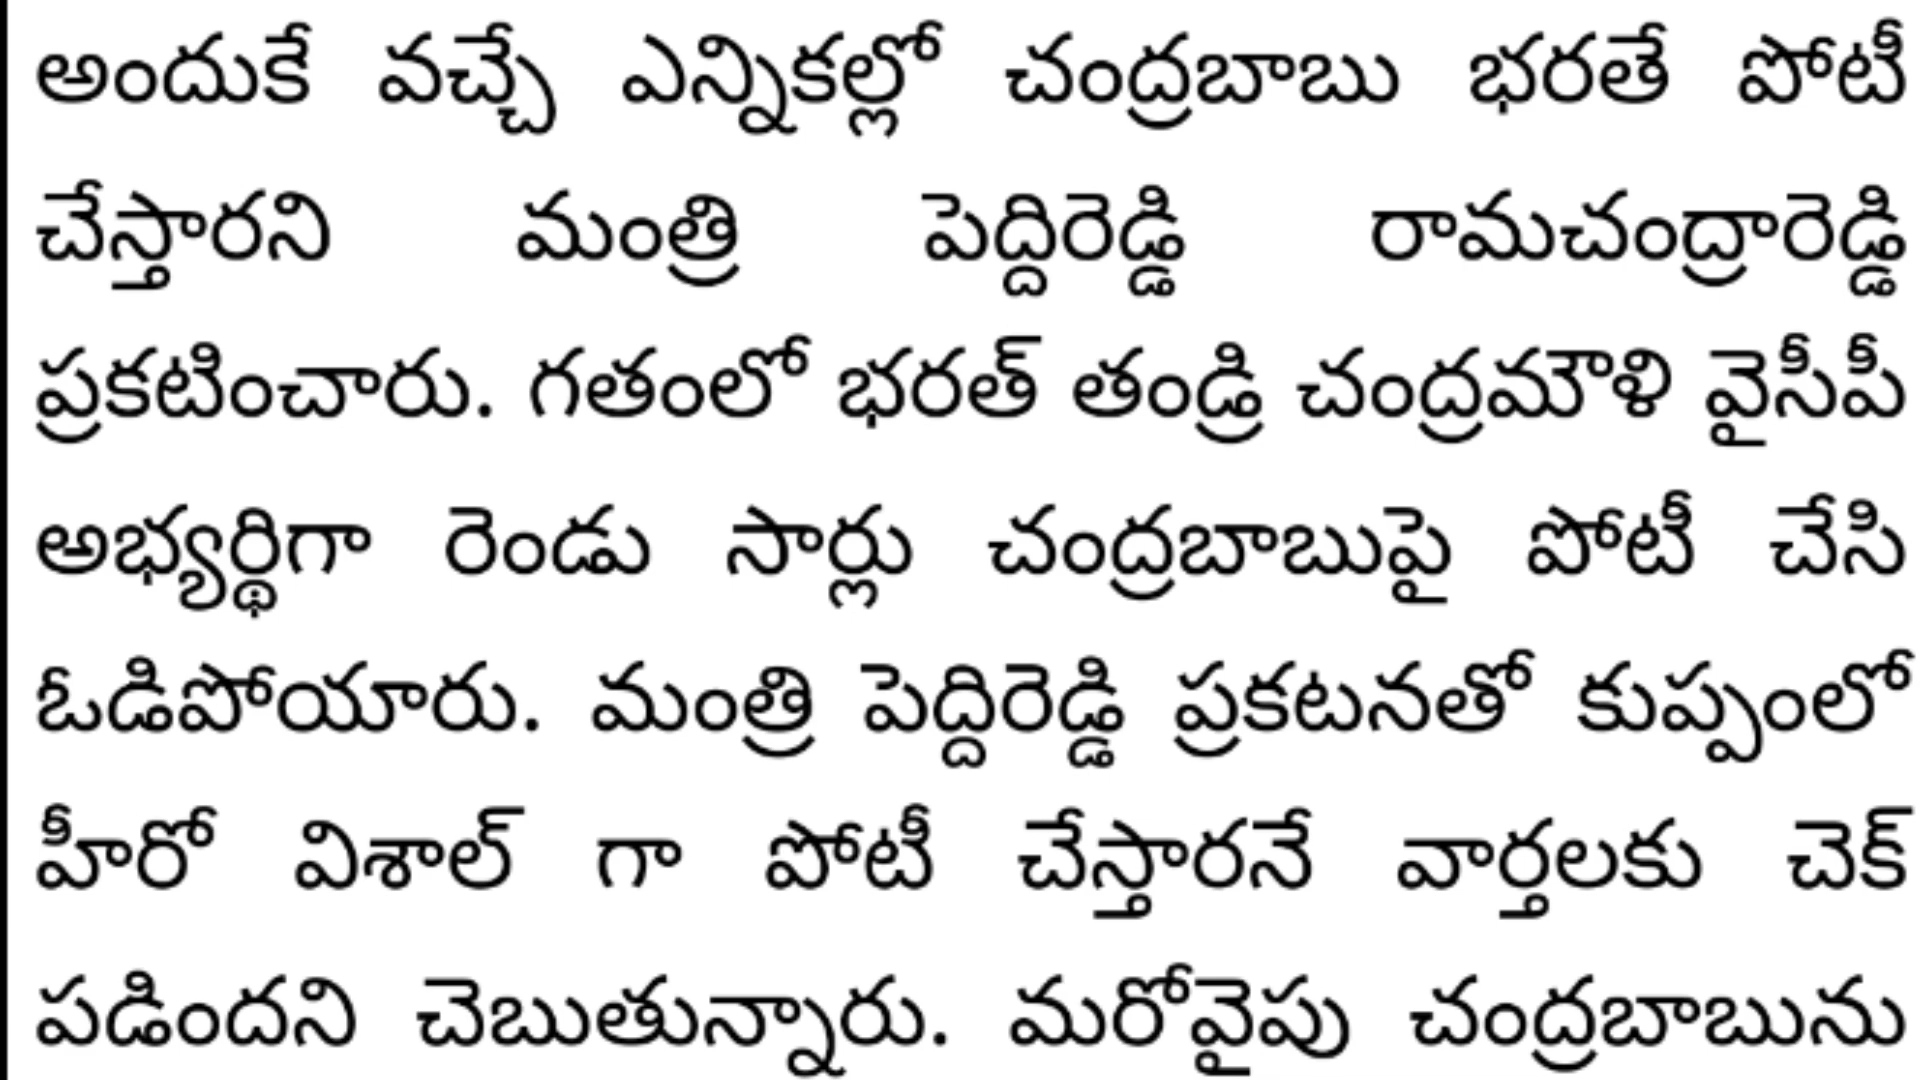 అందుకే వచ్చే ఎన్నికల్లో చంద్రబాబు భరతే పోటీ
చేస్తారని మంత్రి పెద్దిరెడ్డి రామచంద్రారెడ్డి
ప్రకటించారు. గతంలో భరత్ తండ్రి చంద్రమౌళి వైసీపీ
అభ్యర్థిగా రెండు సార్లు చంద్రబాబుపై పోటీ చేసి
ఓడిపోయారు. మంత్రి పెద్దిరెడ్డి ప్రకటనతో కుప్పంలో
హీరో విశాల్ గా పోటీ చేస్తారనే వార్తలకు చెక్
పడిందని చెబుతున్నారు. మరోవైపు చంద్రబాబును